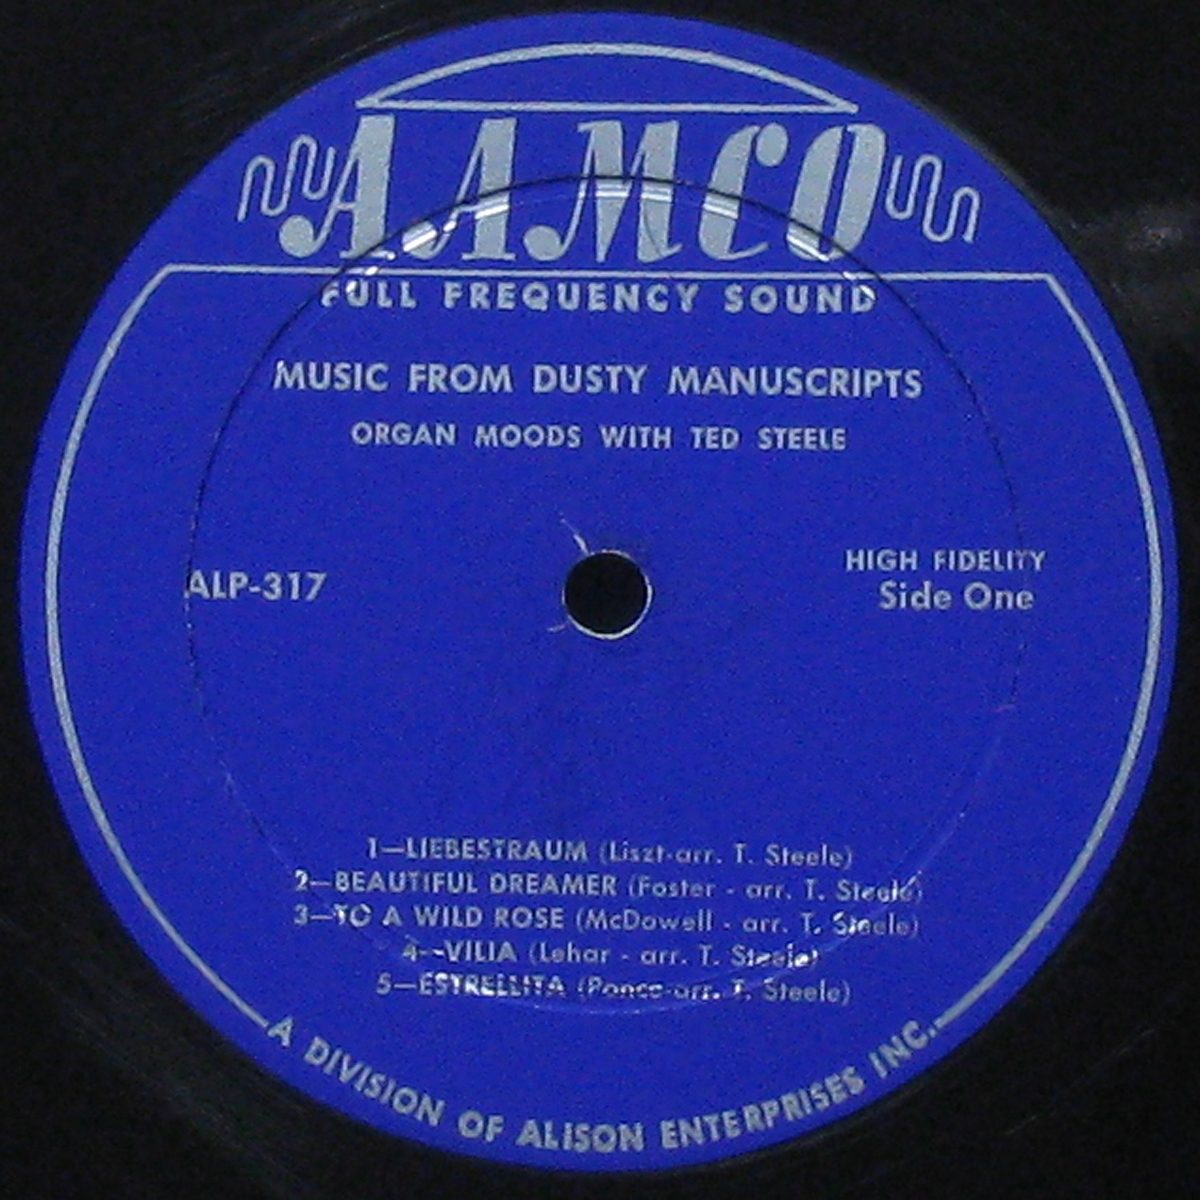 AAMCO
FULL FREQUENCY SOUND
MUSIC FROM DUSTY MANUSCRIPTS
ORGAN MOODS WITH TED STEELE
ALP-317
HIGH FIDELITY
Side One
1—LIEBESTRAUM (Liszt-arr. T. Steele)
2—BEAUTIFUL DREAMER (Foster - arr. T. Steele)
3—TO A WILD ROSE (McDowell - arr. T. Steele)
4—VILIA (Lehar - arr. T. Steele)
5—ESTRELLITA (Ponce-arr. T. Steele)
A DIVISION OF ALISON ENTERPRISES INC.